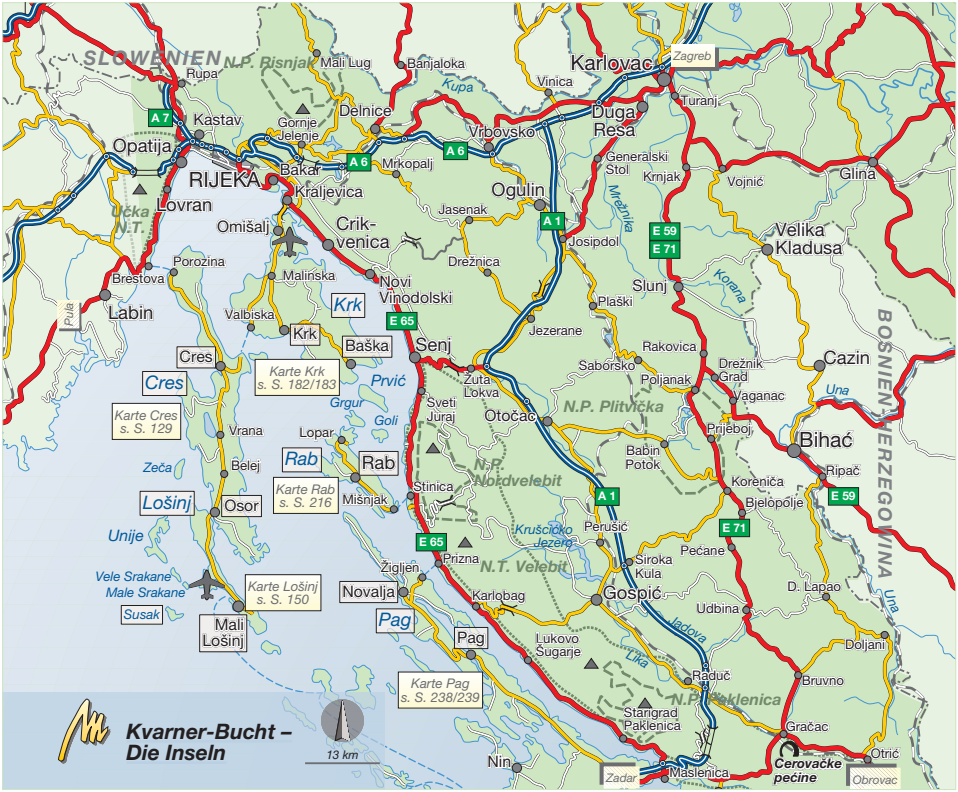 SLOWENIEN
N.P. Risnjak
Mali Lug
Banjaloka
Karlovac
Zagreb
Rupa
Kupa
Vinica
Turanj
Duga
Resa
A 7
Kastav
Delnice
Gornje
Jelenje
Vrbovsko
Opatija
A 6
A 6
Mrkopalj
Generalski
Stol
Krnjak
Vojnić
Glina
RIJEKA
Bakar
Kraljevica
Ogulin
Mrežnica
Lovran
Učka
N.T.
Omišalj
Crik-
venica
Jasenak
A 1
Josipdol
E 59
E 71
Velika
Kladusa
Porozina
Brestova
Malinska
Drežnica
Korana
Novi
Vinodolski
Slunj
Labin
Pula
Krk
Plaški
Valbiska
Krk
E 65
Jezerane
BOSNIEN-HERZEGOWINA
Baška
Senj
Rakovica
Cres
Karte Krk
s. S. 182/183
Saborsko
Drežnik
Grad
Cazin
Cres
Prvić
Žuta
Lokva
Poljanak
Una
Grgur
Sveti
Juraj
Vaganac
Karte Cres
s. S. 129
Goli
Otočac
N.P. Plitvička
Vrana
Lopar
Prijeboj
Bihać
Rab
Rab
Babin
Potok
Zeča
Belej
N.P.
Nordvelebit
Ripač
Karte Rab
s. S. 216
Stinica
Korenića
E 59
Lošinj
Osor
Mišnjak
A 1
Bjelopolje
Unije
Krušćičko
Jezero
Perušić
E 71
E 65
Pećane
Prizna
N.T. Velebit
Siroka
Kula
Vele Srakane
Male Srakane
Karte Lošinj
s. S. 150
Žigljen
Novalja
Karlobag
Gospić
D. Lapao
Una
Susak
Mali
Lošinj
Pag
Udbina
Jadova
Pag
Lukovo
Šugarje
Doljani
Lika
Karte Pag
s. S. 238/239
Raduč
Bruvno
N.P. Paklenica
Starigrad
Paklenica
Gračac
Kvarner-Bucht –
Die Inseln
13 km
Nin
Cerovačke
pećine
Otrić
Zadar
Maslenica
Obrovac